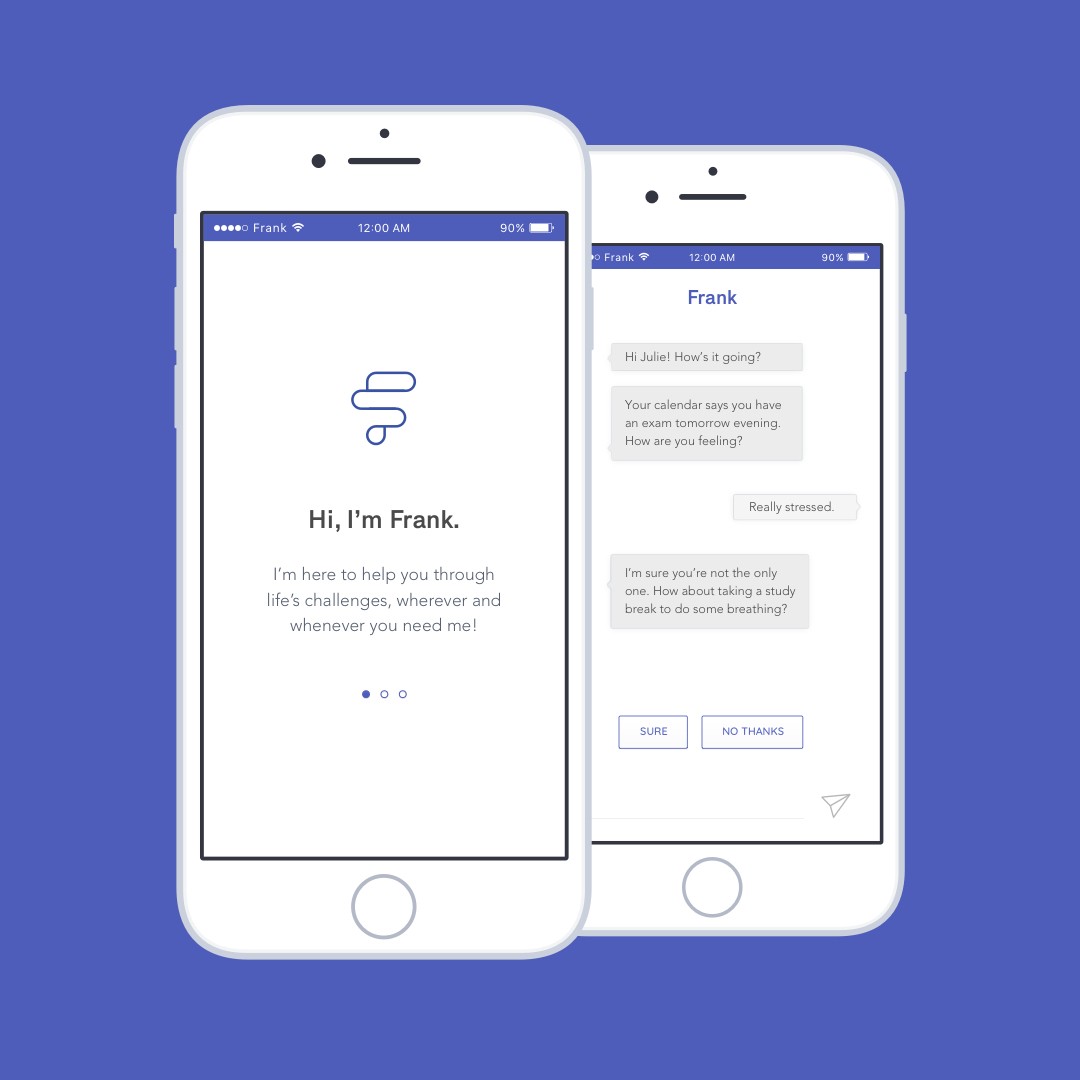 Frank 12:00 AM 90%
Hi, I’m Frank.
I’m here to help you through
life’s challenges, wherever and
whenever you need me!
Frank 12:00 AM 90%
Frank
Hi Julie! How’s it going?
Your calendar says you have
an exam tomorrow evening.
How are you feeling?
Really stressed.
I’m sure you’re not the only
one. How about taking a study
break to do some breathing?
SURE NO THANKS